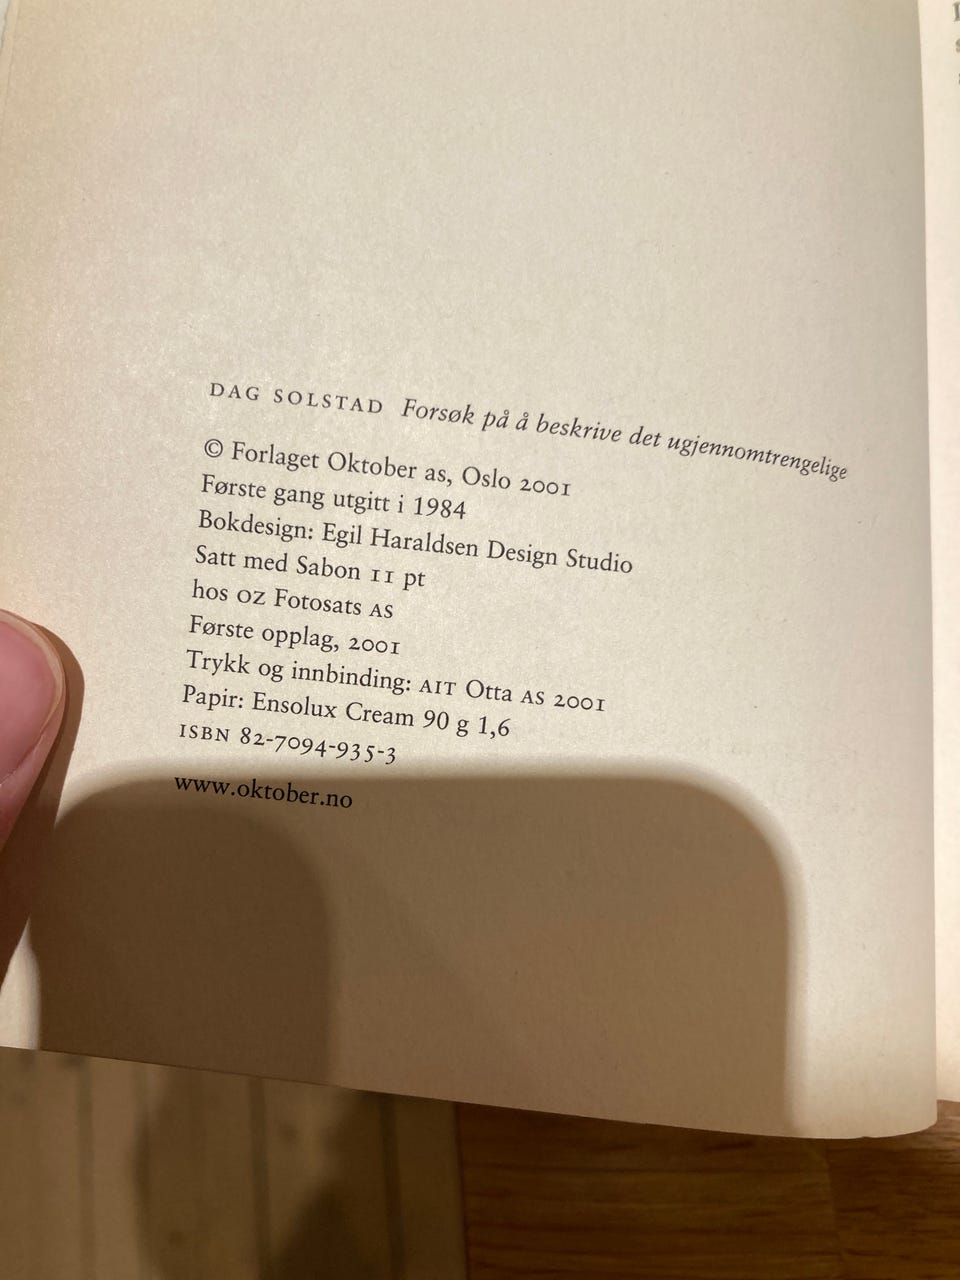 DAG SOLSTAD Forsøk på å beskrive det ugjennomtrengelige
© Forlaget Oktober as, Oslo 2001
Første gang utgitt i 1984
Bokdesign: Egil Haraldsen Design Studio
Satt med Sabon 11 pt
hos OZ Fotosats AS
Første opplag, 2001
Trykk og innbinding: AIT Otta AS 2001
Papir: Ensolux Cream 90 g 1,6
ISBN 82-7094-935-3
www.oktober.no